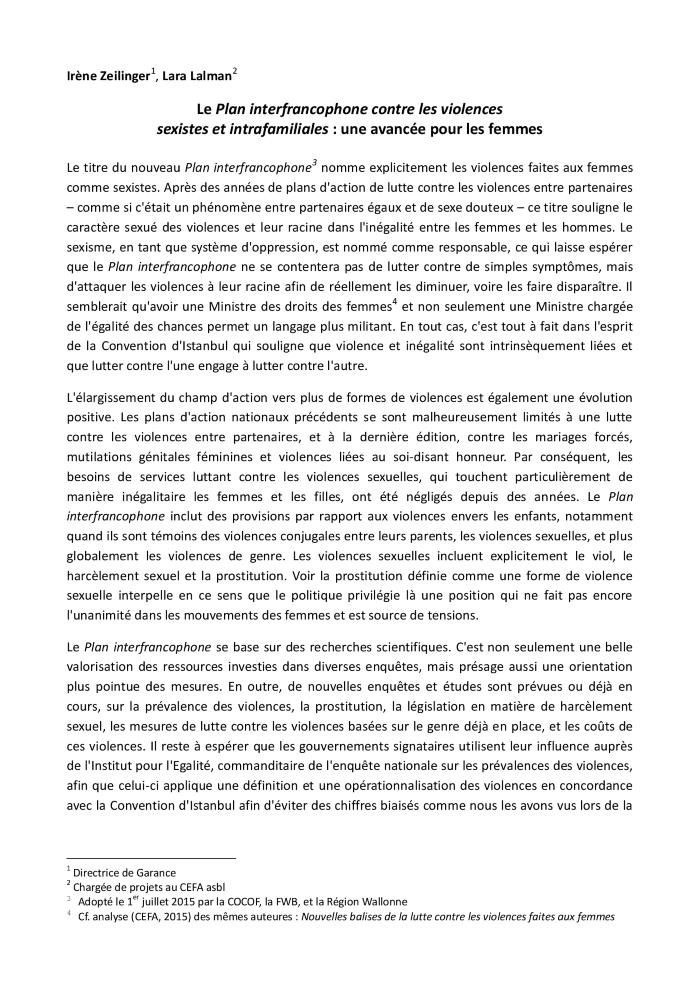 Irène Zeilinger1, Lara Lalman2
Le Plan interfrancophone contre les violences
sexistes et intrafamiliales : une avancée pour les femmes
Le titre du nouveau Plan interfrancophone3 nomme explicitement les violences faites aux femmes
comme sexistes. Après des années de plans d'action de lutte contre les violences entre partenaires
– comme si c'était un phénomène entre partenaires égaux et de sexe douteux – ce titre souligne le
caractère sexué des violences et leur racine dans l'inégalité entre les femmes et les hommes. Le
sexisme, en tant que système d'oppression, est nommé comme responsable, ce qui laisse espérer
que le Plan interfrancophone ne se contentera pas de lutter contre de simples symptômes, mais
d'attaquer les violences à leur racine afin de réellement les diminuer, voire les faire disparaître. Il
semblerait qu'avoir une Ministre des droits des femmes4 et non seulement une Ministre chargée
de l'égalité des chances permet un langage plus militant. En tout cas, c'est tout à fait dans l'esprit
de la Convention d'Istanbul qui souligne que violence et inégalité sont intrinsèquement liées et
que lutter contre l'une engage à lutter contre l'autre.
L'élargissement du champ d'action vers plus de formes de violences est également une évolution
positive. Les plans d'action nationaux précédents se sont malheureusement limités à une lutte
contre les violences entre partenaires, et à la dernière édition, contre les mariages forcés,
mutilations génitales féminines et violences liées au soi-disant honneur. Par conséquent, les
besoins de services luttant contre les violences sexuelles, qui touchent particulièrement de
manière inégalitaire les femmes et les filles, ont été négligés depuis des années. Le Plan
interfrancophone inclut des provisions par rapport aux violences envers les enfants, notamment
quand ils sont témoins des violences conjugales entre leurs parents, les violences sexuelles, et plus
globalement les violences de genre. Les violences sexuelles incluent explicitement le viol, le
harcèlement sexuel et la prostitution. Voir la prostitution définie comme une forme de violence
sexuelle interpelle en ce sens que le politique privilégie là une position qui ne fait pas encore
l'unanimité dans les mouvements des femmes et est source de tensions.
Le Plan interfrancophone se base sur des recherches scientifiques. C'est non seulement une belle
valorisation des ressources investies dans diverses enquêtes, mais présage aussi une orientation
plus pointue des mesures. En outre, de nouvelles enquêtes et études sont prévues ou déjà en
cours, sur la prévalence des violences, la prostitution, la législation en matière de harcèlement
sexuel, les mesures de lutte contre les violences basées sur le genre déjà en place, et les coûts de
ces violences. Il reste à espérer que les gouvernements signataires utilisent leur influence auprès
de l'Institut pour l'Egalité, commanditaire de l'enquête nationale sur les prévalences des violences,
afin que celui-ci applique une définition et une opérationnalisation des violences en concordance
avec la Convention d'Istanbul afin d'éviter des chiffres biaisés comme nous les avons vus lors de la
1 Directrice de Garance
2 Chargée de projets au CEFA asbl
3 Adopté le 1er juillet 2015 par la COCOF, la FWB, et la Région Wallonne
4 Cf. analyse (CEFA, 2015) des mêmes auteures : Nouvelles balises de la lutte contre les violences faites aux femmes